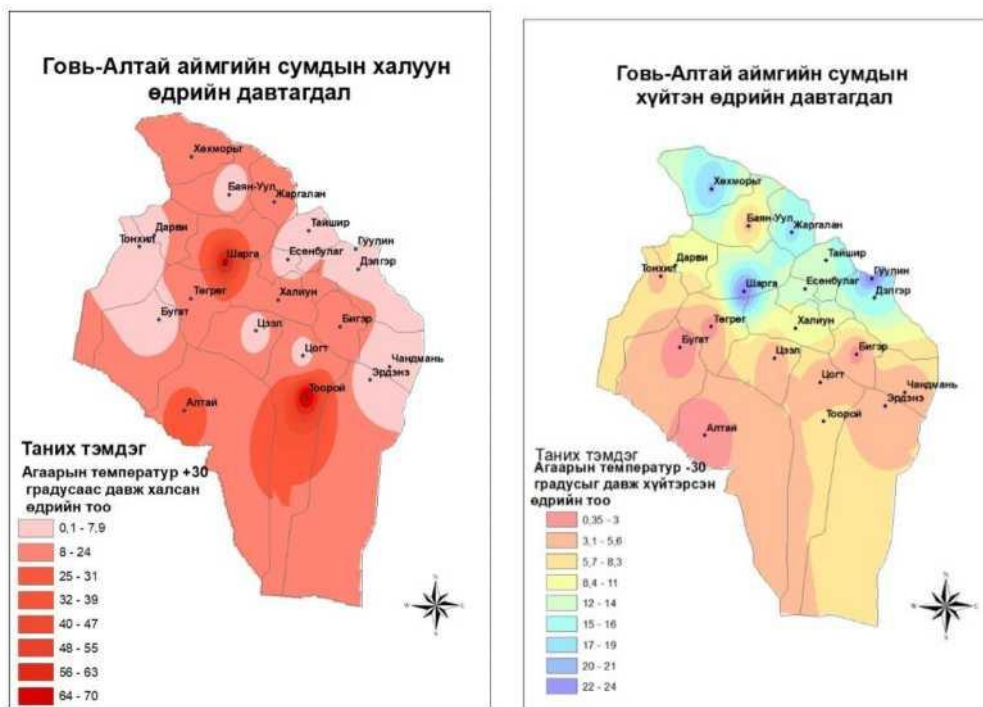 Говь-Алтай аймгийн сумдын халуун
өдрийн давтагдал
Хөхморьт
Баян-Уул
Жаргалан
Дарви
Тонхил
Тайшир
Гуулин
Есөнбулаг
Дэлгэр
Шарга
Төгрөг
Халиун
Бугат
Цээл
Бигэр
Цогт
Чандмань
Эрдэнэ
Тоорой
Алтай
Таних тэмдэг
Агаарын температур +30
градусаас давж халсан
өдрийн тоо
0,1 - 7,9
8 - 24
25 - 31
32 - 39
40 - 47
48 - 55
56 - 63
64 - 70
N
W
E
S
Говь-Алтай аймгийн сумдын
хүйтэн өдрийн давтагдал
Хөхморьт
Баян-Уул
Жаргалан
Дарви
Тонхил
Тайшир
Гуулин
Есөнбулаг
Дэлгэр
Шарга
Төгрөг
Халиун
Бугат
Цээл
Бигэр
Цогт
Чандмань
Эрдэнэ
Тоорой
Алтай
Таних тэмдэг
Агаарын температур -30
градусыг давж хүйтэрсэн
өдрийн тоо
0,35 - 3
3,1 - 5,6
5,7 - 8,3
8,4 - 11
12 - 14
15 - 16
17 - 19
20 - 21
22 - 24
N
W
E
S